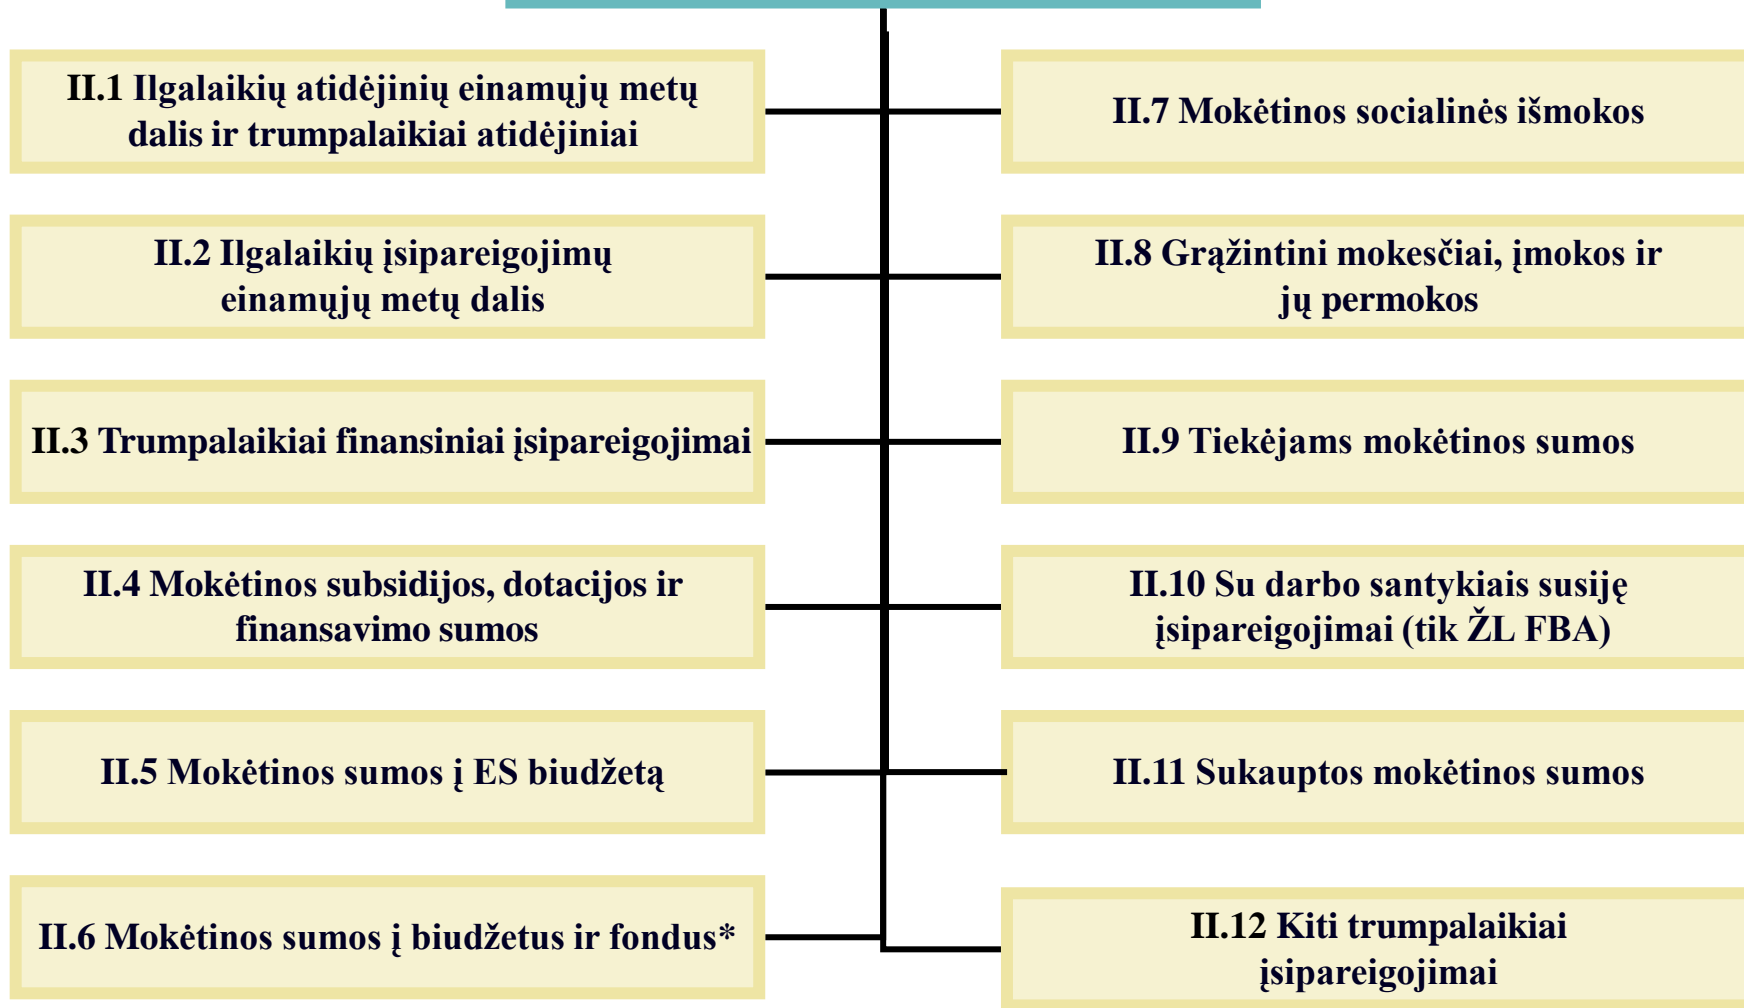 II.1 Ilgalaikių atidėjinių einamųjų metų
dalis ir trumpalaikiai atidėjiniai
II.2 Ilgalaikių įsipareigojimų
einamųjų metų dalis
II.3 Trumpalaikiai finansiniai įsipareigojimai
II.4 Mokėtinos subsidijos, dotacijos ir
finansavimo sumos
II.5 Mokėtinos sumos į ES biudžetą
II.6 Mokėtinos sumos į biudžetus ir fondus*
II.7 Mokėtinos socialinės išmokos
II.8 Grąžintini mokesčiai, įmokos ir
jų permokos
II.9 Tiekėjams mokėtinos sumos
II.10 Su darbo santykiais susiję
įsipareigojimai (tik ŽL FBA)
II.11 Sukauptos mokėtinos sumos
II.12 Kiti trumpalaikiai
įsipareigojimai